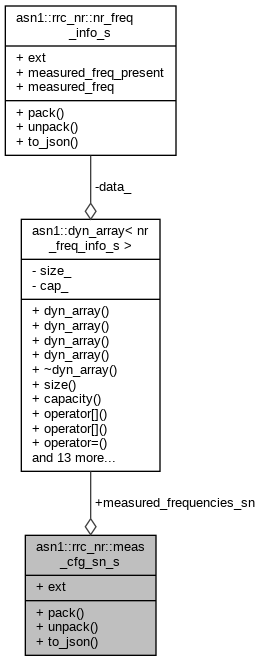 asn1::rrc_nr::nr_freq
_info_s
+ ext
+ measured_freq_present
+ measured_freq
+ pack()
+ unpack()
+ to_json()
-data_
asn1::dyn_array< nr
_freq_info_s >
- size_
- cap_
+ dyn_array()
+ dyn_array()
+ dyn_array()
+ dyn_array()
+ ~dyn_array()
+ size()
+ capacity()
+ operator[]()
+ operator[]()
+ operator=()
and 13 more...
+measured_frequencies_sn
asn1::rrc_nr::meas
_cfg_sn_s
+ ext
+ pack()
+ unpack()
+ to_json()